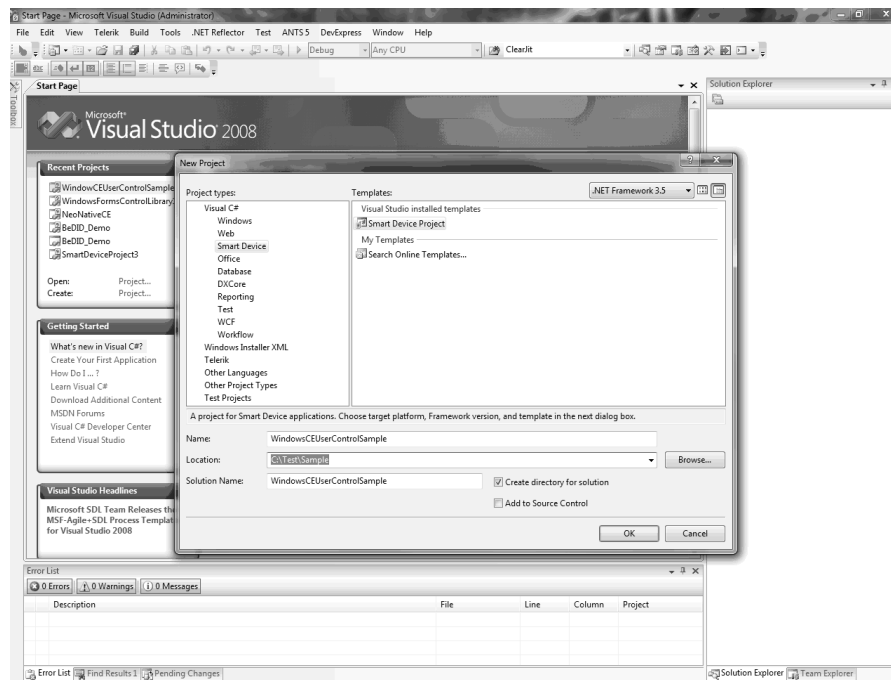 Start Page - Microsoft Visual Studio (Administrator)
File Edit View Telerik Build Tools .NET Reflector Test ANTS 5 DevExpress Window Help
Debug Any CPU ClearJit
Toolbox
Start Page
Solution Explorer
Microsoft®
Visual Studio 2008
Recent Projects
WindowCEUserControlSample
WindowsFormsControlLibrary
NeoNativeCE
BeDID_Demo
BeDID_Demo
SmartDeviceProject3
Open: Project...
Create: Project...
Getting Started
What's new in Visual C#?
Create Your First Application
How Do I ... ?
Learn Visual C#
Download Additional Content
MSDN Forums
Visual C# Developer Center
Extend Visual Studio
Visual Studio Headlines
Microsoft SDL Team Releases the
MSF-Agile+SDL Process Templat
for Visual Studio 2008
New Project
Project types:
Visual C#
Windows
Web
Smart Device
Office
Database
DXCore
Reporting
Test
WCF
Workflow
Windows Installer XML
Telerik
Other Languages
Other Project Types
Test Projects
Templates:
.NET Framework 3.5
Visual Studio installed templates
Smart Device Project
My Templates
Search Online Templates...
A project for Smart Device applications. Choose target platform, Framework version, and template in the next dialog box.
Name: WindowsCEUserControlSample
Location: C:\Test\Sample Browse...
Solution Name: WindowsCEUserControlSample
Create directory for solution
Add to Source Control
OK Cancel
Error List
0 Errors 0 Warnings 0 Messages
Description File Line Column Project
Error List Find Results 1 Pending Changes
Solution Explorer Team Explorer